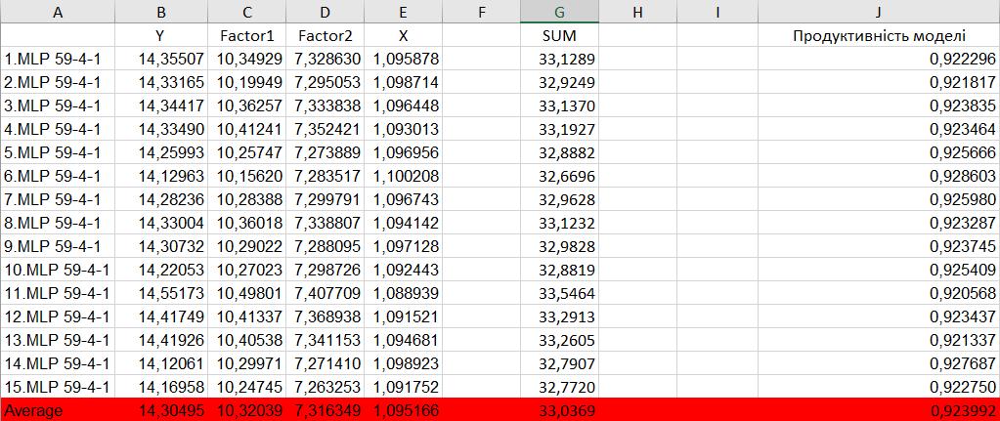 A B C D E F G H I J
Y Factor1 Factor2 X SUM Продуктивність моделі
1.MLP 59-4-1 14,35507 10,34929 7,328630 1,095878 33,1289 0,922296
2.MLP 59-4-1 14,33165 10,19949 7,295053 1,098714 32,9249 0,921817
3.MLP 59-4-1 14,34417 10,36257 7,333838 1,096448 33,1370 0,923835
4.MLP 59-4-1 14,33490 10,41241 7,352421 1,093013 33,1927 0,923464
5.MLP 59-4-1 14,25993 10,25747 7,273889 1,096956 32,8882 0,925666
6.MLP 59-4-1 14,12963 10,15620 7,283517 1,100208 32,6696 0,928603
7.MLP 59-4-1 14,28236 10,28388 7,299791 1,096743 32,9628 0,925980
8.MLP 59-4-1 14,33004 10,36018 7,338807 1,094142 33,1232 0,923287
9.MLP 59-4-1 14,30732 10,29022 7,288095 1,097128 32,9828 0,923745
10.MLP 59-4-1 14,22053 10,27023 7,298726 1,092443 32,8819 0,925409
11.MLP 59-4-1 14,55173 10,49801 7,407709 1,088939 33,5464 0,920568
12.MLP 59-4-1 14,41749 10,41337 7,368938 1,091521 33,2913 0,923437
13.MLP 59-4-1 14,41926 10,40538 7,341153 1,094681 33,2605 0,921337
14.MLP 59-4-1 14,12061 10,29971 7,271410 1,098923 32,7907 0,927687
15.MLP 59-4-1 14,16958 10,24745 7,263253 1,091752 32,7720 0,922750
Average 14,30495 10,32039 7,316349 1,095166 33,0369 0,923992